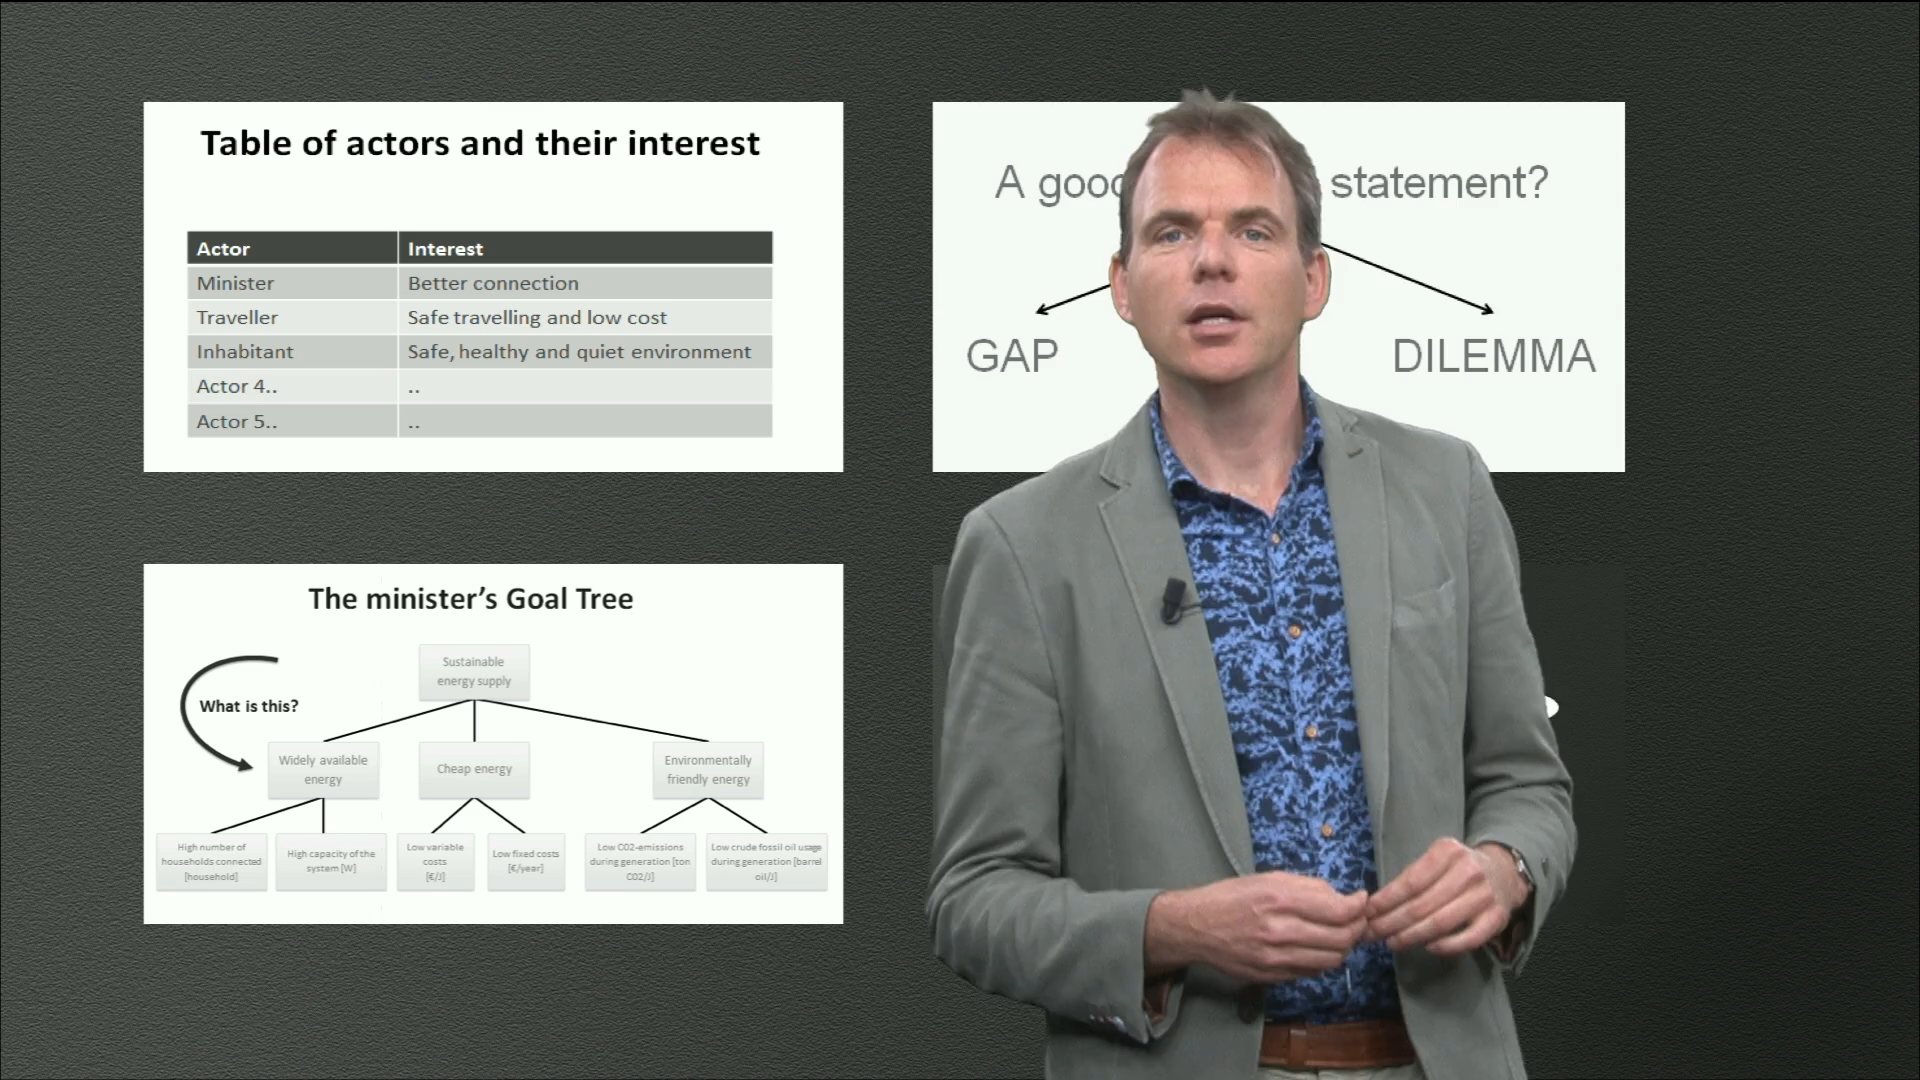 Table of actors and their interest
Actor Interest
Minister Better connection
Traveller Safe travelling and low cost
Inhabitant Safe, healthy and quiet environment
Actor 4.. ..
Actor 5.. ..
A good statement?
GAP DILEMMA
The minister's Goal Tree
Sustainable
energy supply
What is this?
Widely available
energy
Cheap energy
Environmentally
friendly energy
High number of
households connected
[household]
High capacity of the
system [W]
Low variable
costs
[€/J]
Low fixed costs
[€/year]
Low CO2-emissions
during generation [ton
CO2/J]
Low crude fossil oil usage
during generation [barrel
oil/J]